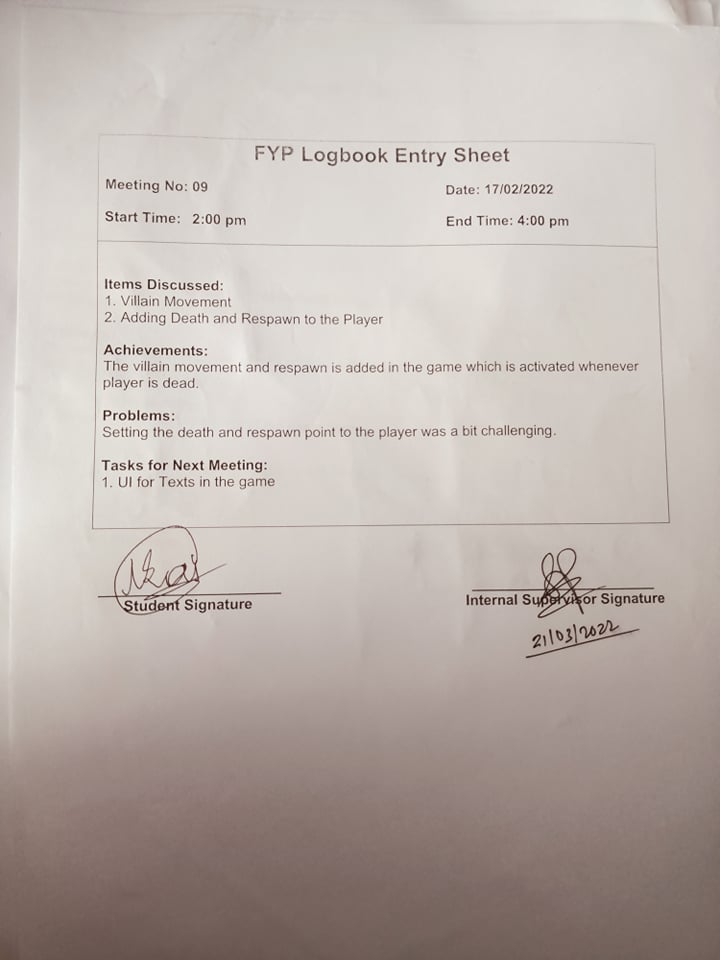 FYP Logbook Entry Sheet
Meeting No: 09
Date: 17/02/2022
Start Time: 2:00 pm
End Time: 4:00 pm
Items Discussed:
1. Villain Movement
2. Adding Death and Respawn to the Player
Achievements:
The villain movement and respawn is added in the game which is activated whenever
player is dead.
Problems:
Setting the death and respawn point to the player was a bit challenging.
Tasks for Next Meeting:
1. UI for Texts in the game
Student Signature
Internal Supervisor Signature
21/03/2022